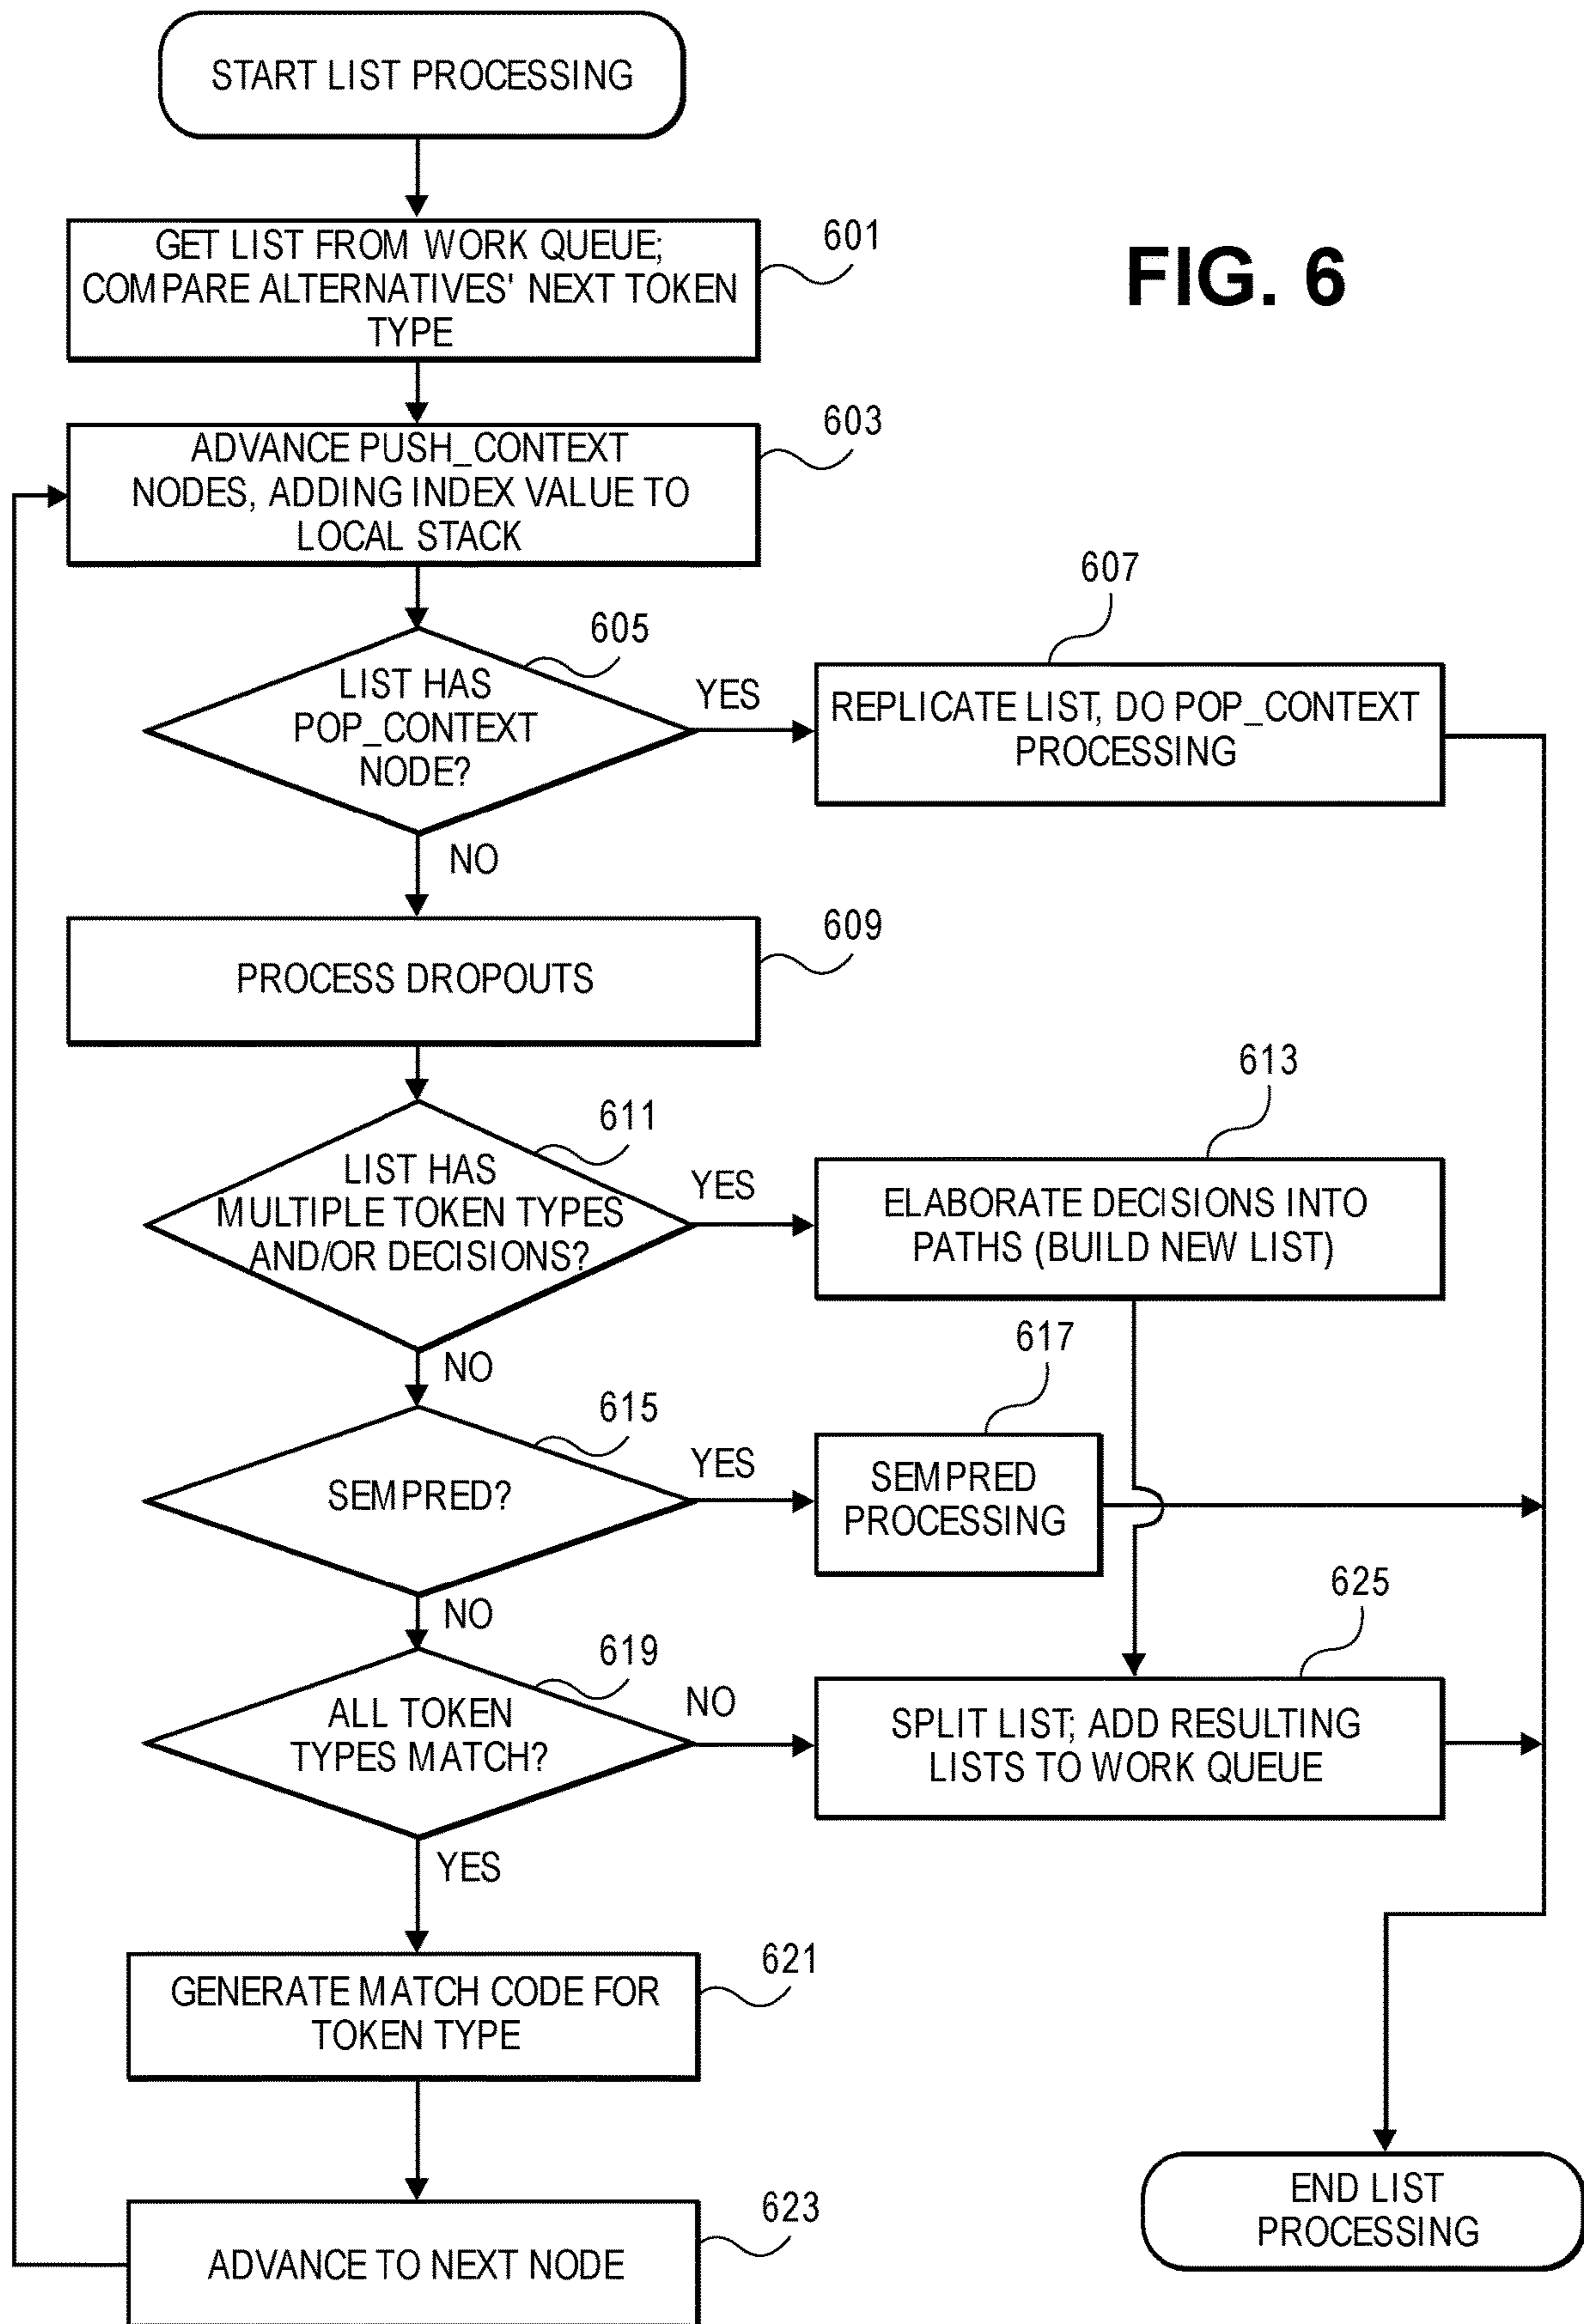 START LIST PROCESSING
FIG. 6
601
GET LIST FROM WORK QUEUE;
COMPARE ALTERNATIVES' NEXT TOKEN
TYPE
603
ADVANCE PUSH_CONTEXT
NODES, ADDING INDEX VALUE TO
LOCAL STACK
605
LIST HAS
POP_CONTEXT
NODE?
YES
NO
607
REPLICATE LIST, DO POP_CONTEXT
PROCESSING
609
PROCESS DROPOUTS
611
LIST HAS
MULTIPLE TOKEN TYPES
AND/OR DECISIONS?
YES
NO
613
ELABORATE DECISIONS INTO
PATHS (BUILD NEW LIST)
615
SEMPRED?
YES
NO
617
SEMPRED
PROCESSING
619
ALL TOKEN
TYPES MATCH?
NO
YES
625
SPLIT LIST; ADD RESULTING
LISTS TO WORK QUEUE
621
GENERATE MATCH CODE FOR
TOKEN TYPE
623
ADVANCE TO NEXT NODE
END LIST
PROCESSING